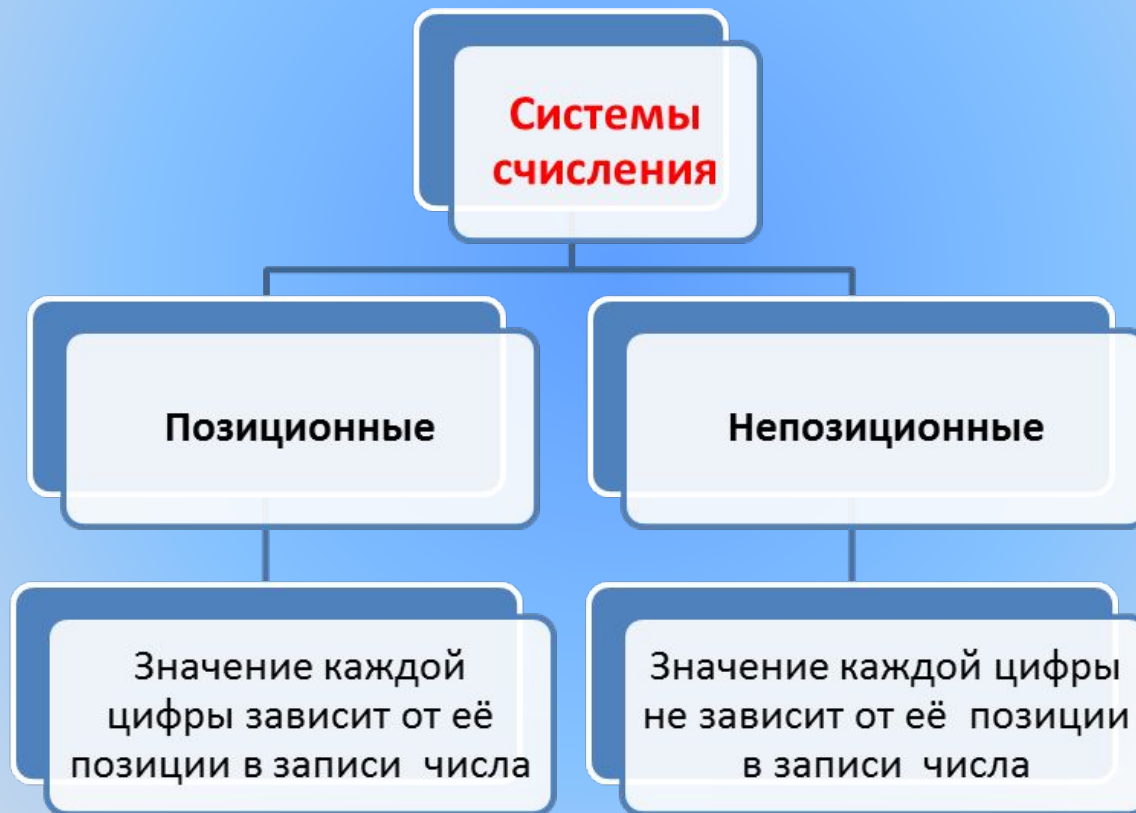 Системы
счисления
Позиционные
Непозиционные
Значение каждой
цифры зависит от её
позиции в записи числа
Значение каждой цифры
не зависит от её позиции
в записи числа